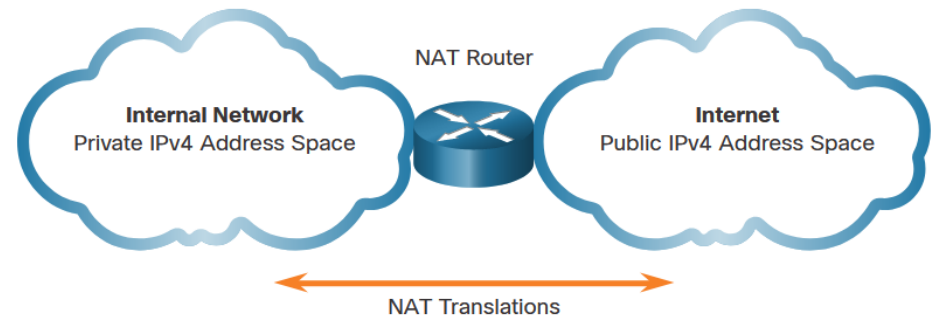 NAT Router
Internal Network
Private IPv4 Address Space
Internet
Public IPv4 Address Space
NAT Translations